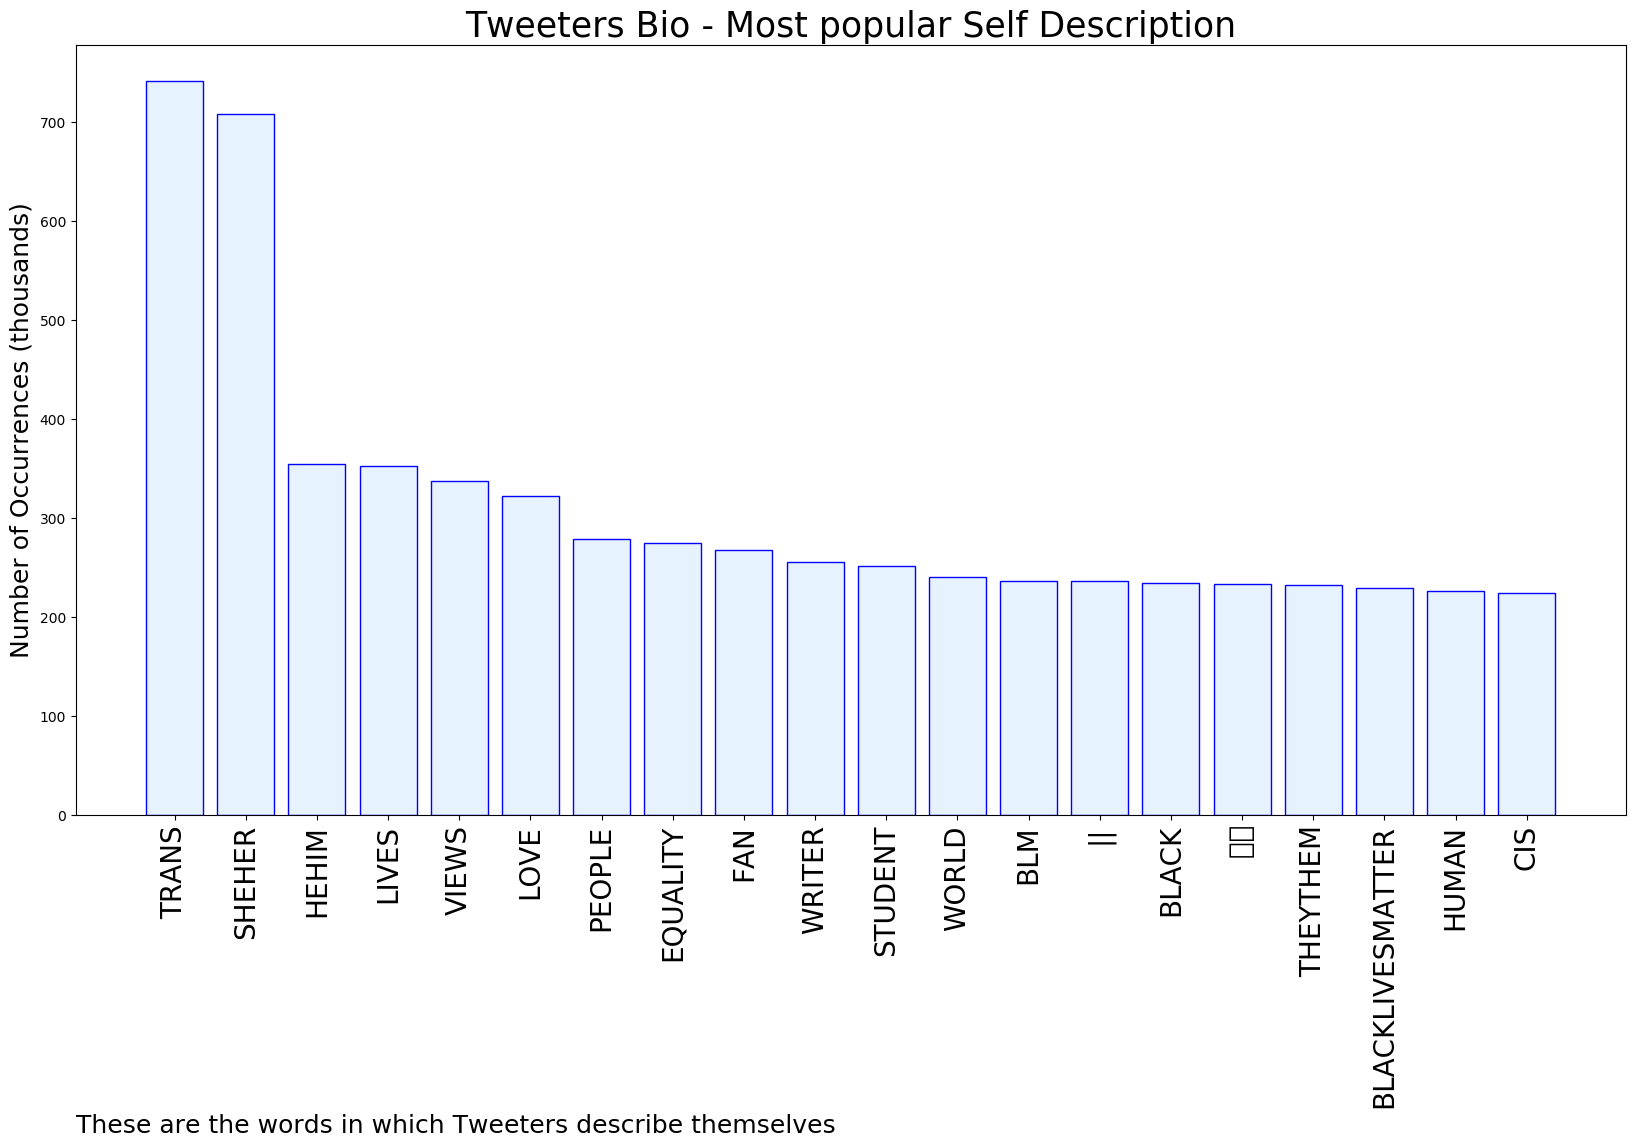 Tweeters Bio - Most popular Self Description
Number of Occurrences (thousands)
700
600
500
400
300
200
100
0
TRANS
SHEHER
HEHIM
LIVES
VIEWS
LOVE
PEOPLE
EQUALITY
FAN
WRITER
STUDENT
WORLD
BLM
||
BLACK
THEYTHEM
BLACKLIVESMATTER
HUMAN
CIS
These are the words in which Tweeters describe themselves